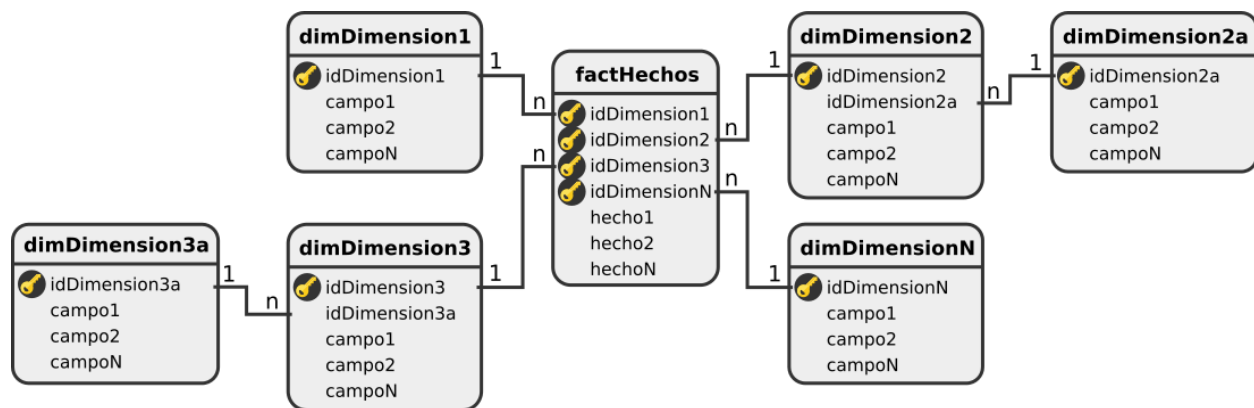 dimDimension1
idDimension1
campo1
campo2
campoN
1
n
factHechos
idDimension1
idDimension2
idDimension3
idDimensionN
hecho1
hecho2
hechoN
n
1
dimDimension2
idDimension2
idDimension2a
campo1
campo2
campoN
n
1
dimDimension2a
idDimension2a
campo1
campo2
campoN
dimDimension3a
idDimension3a
campo1
campo2
campoN
1
n
dimDimension3
idDimension3
idDimension3a
campo1
campo2
campoN
1
n
n
1
dimDimensionN
idDimensionN
campo1
campo2
campoN